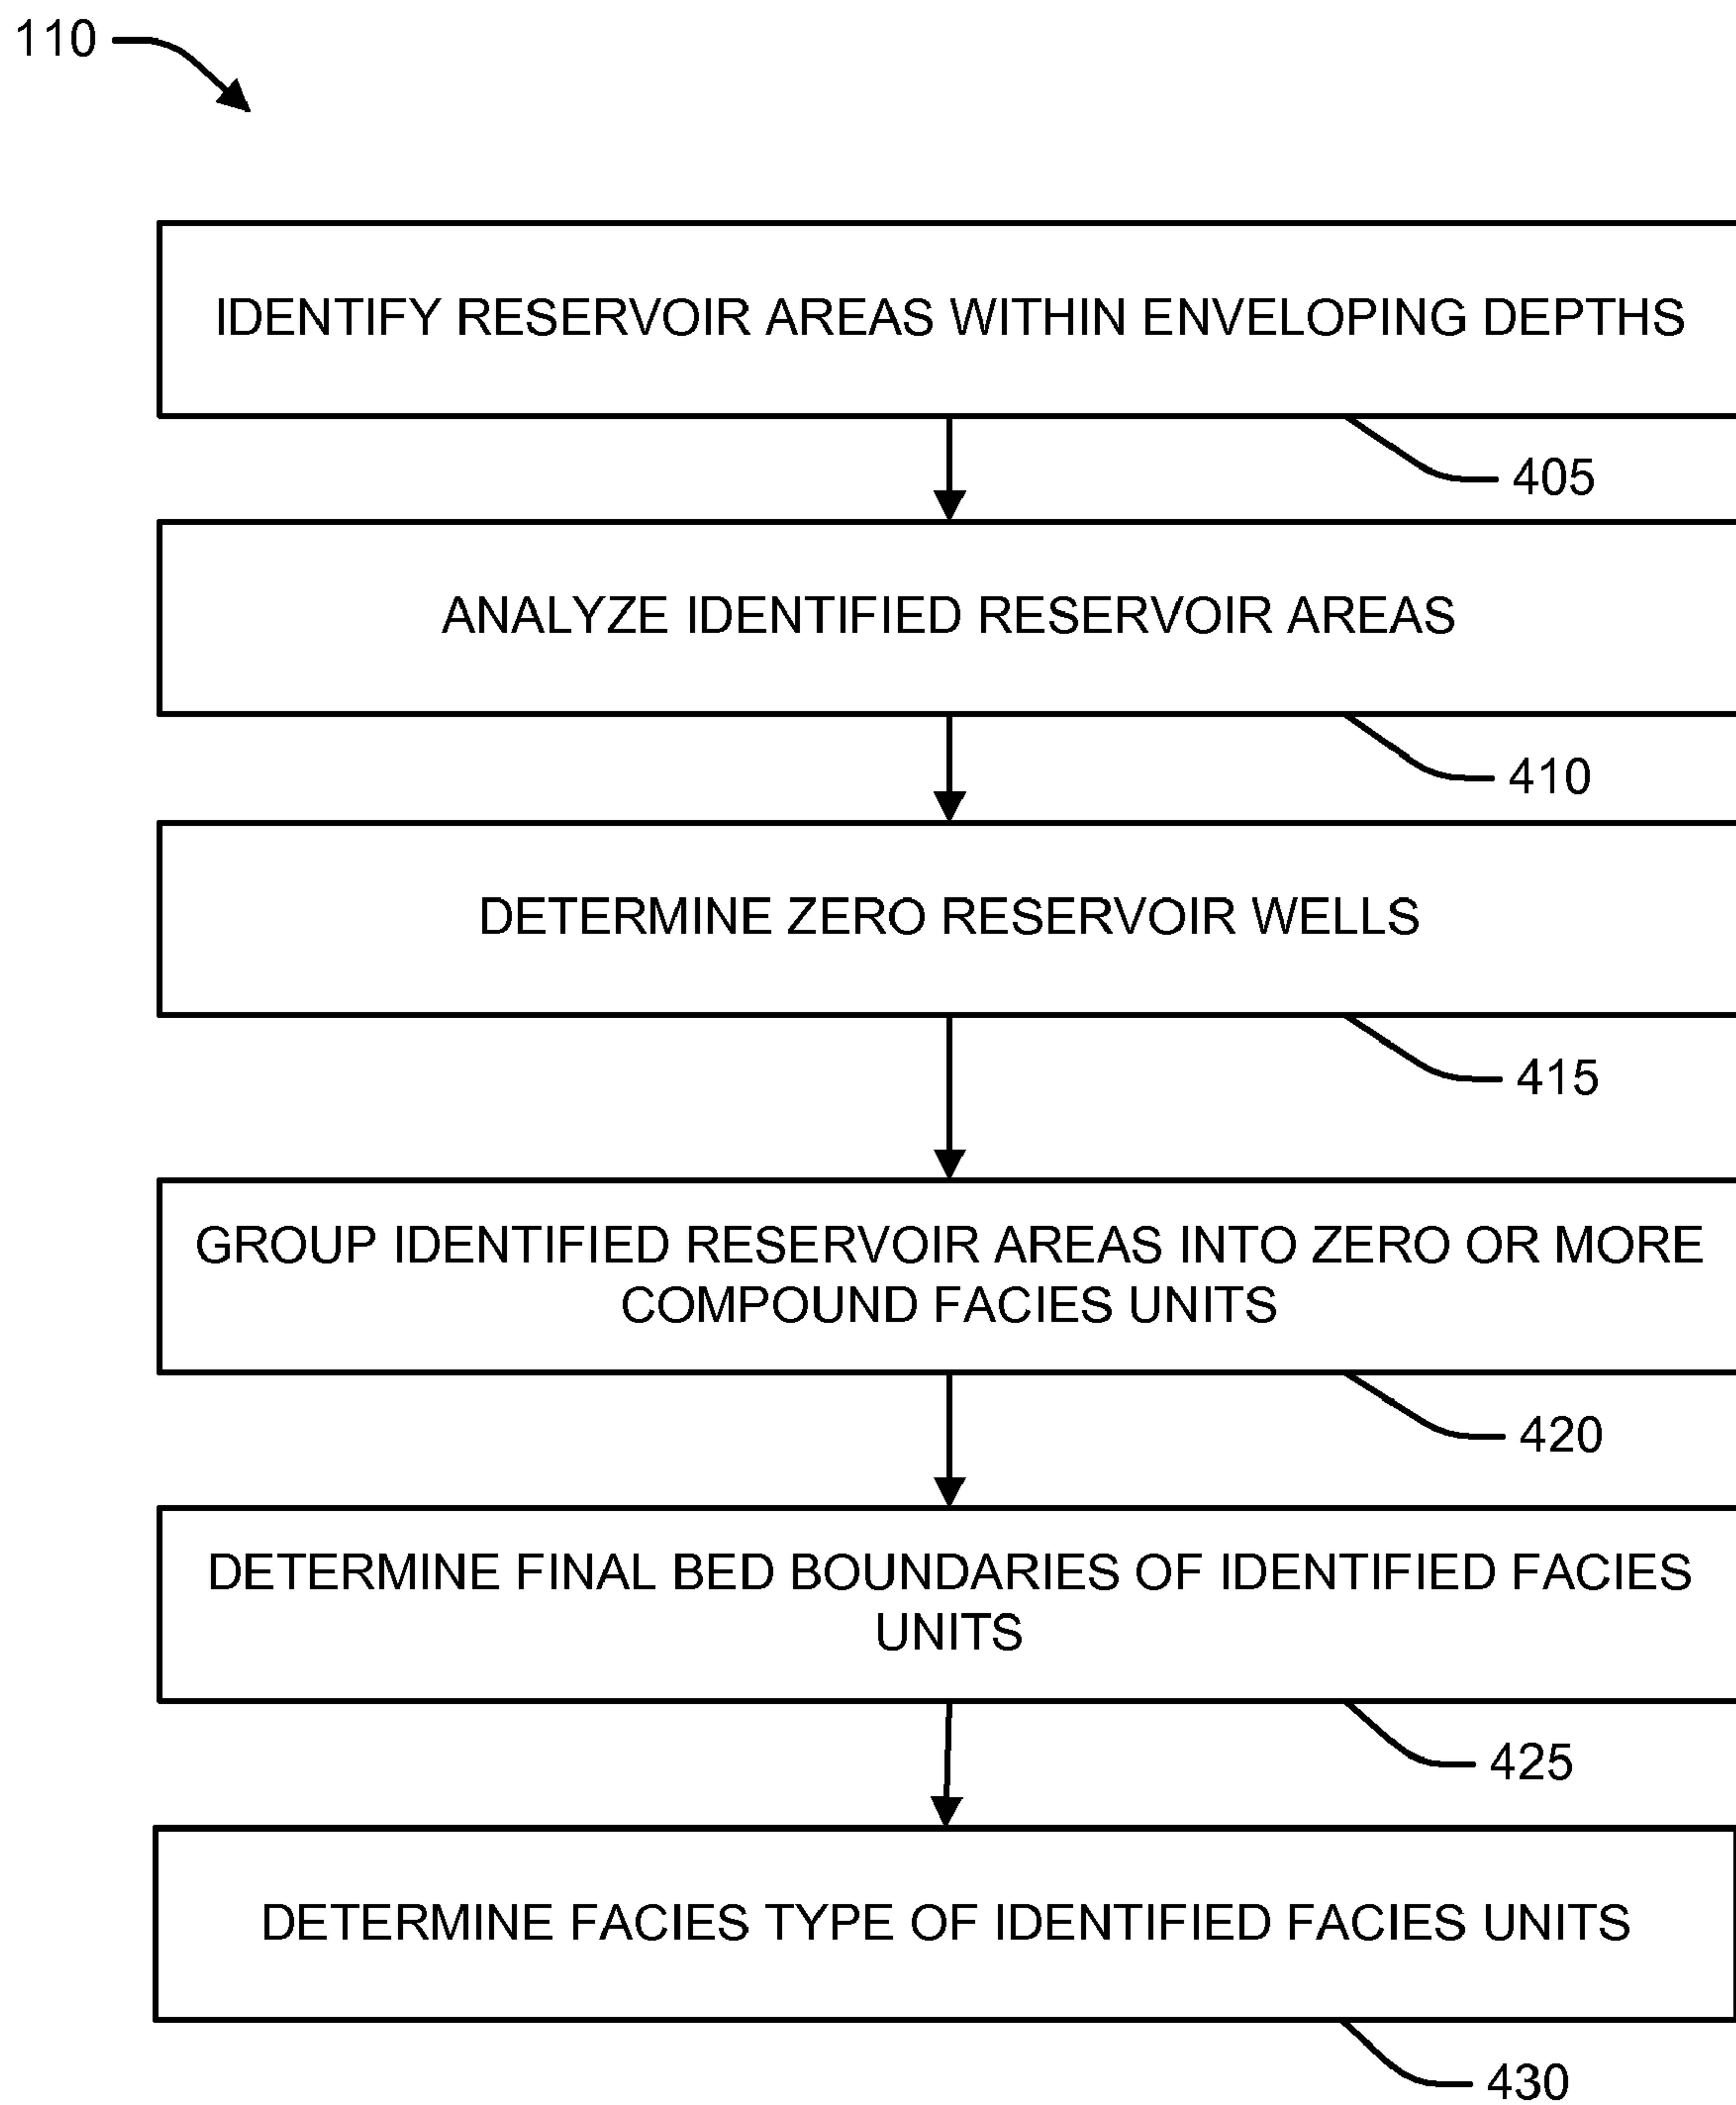 110
IDENTIFY RESERVOIR AREAS WITHIN ENVELOPING DEPTHS
405
ANALYZE IDENTIFIED RESERVOIR AREAS
410
DETERMINE ZERO RESERVOIR WELLS
415
GROUP IDENTIFIED RESERVOIR AREAS INTO ZERO OR MORE
COMPOUND FACIES UNITS
420
DETERMINE FINAL BED BOUNDARIES OF IDENTIFIED FACIES
UNITS
425
DETERMINE FACIES TYPE OF IDENTIFIED FACIES UNITS
430